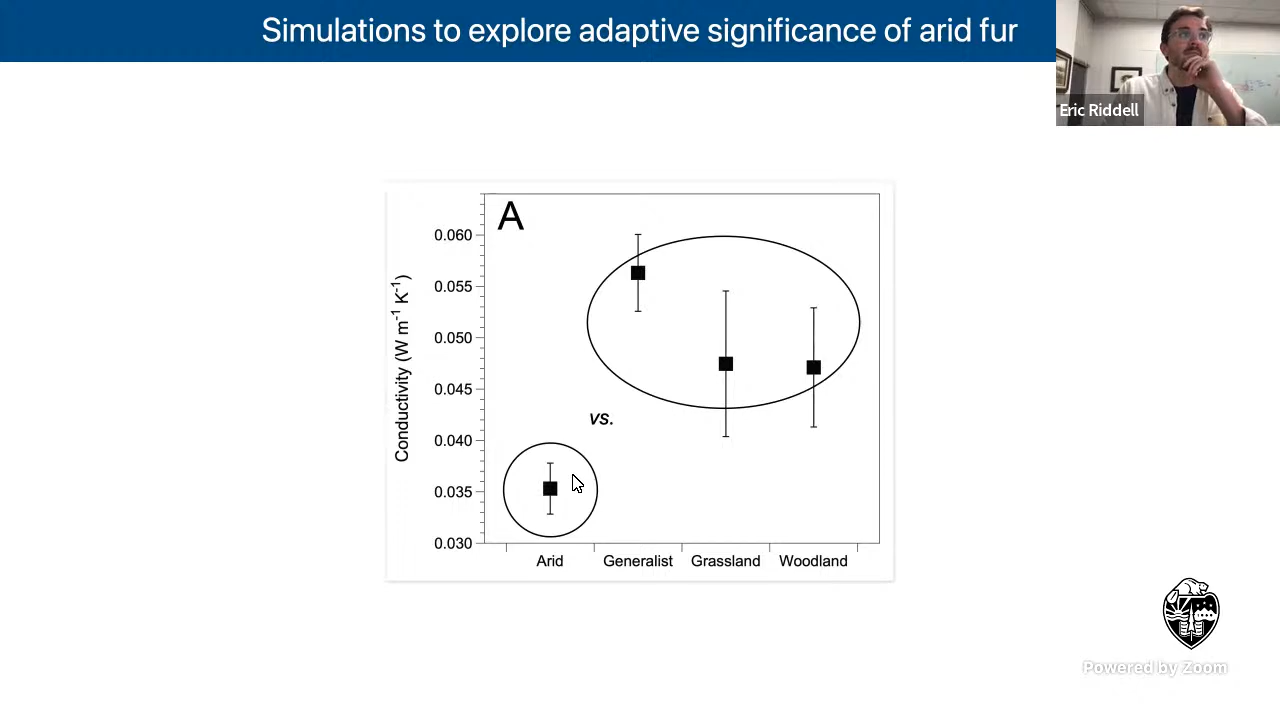 Simulations to explore adaptive significance of arid fur
Eric Riddell
A
0.060
0.055
0.050
0.045
0.040
0.035
0.030
Conductivity (W m⁻¹ K⁻¹)
vs.
Arid Generalist Grassland Woodland
Powered by Zoom